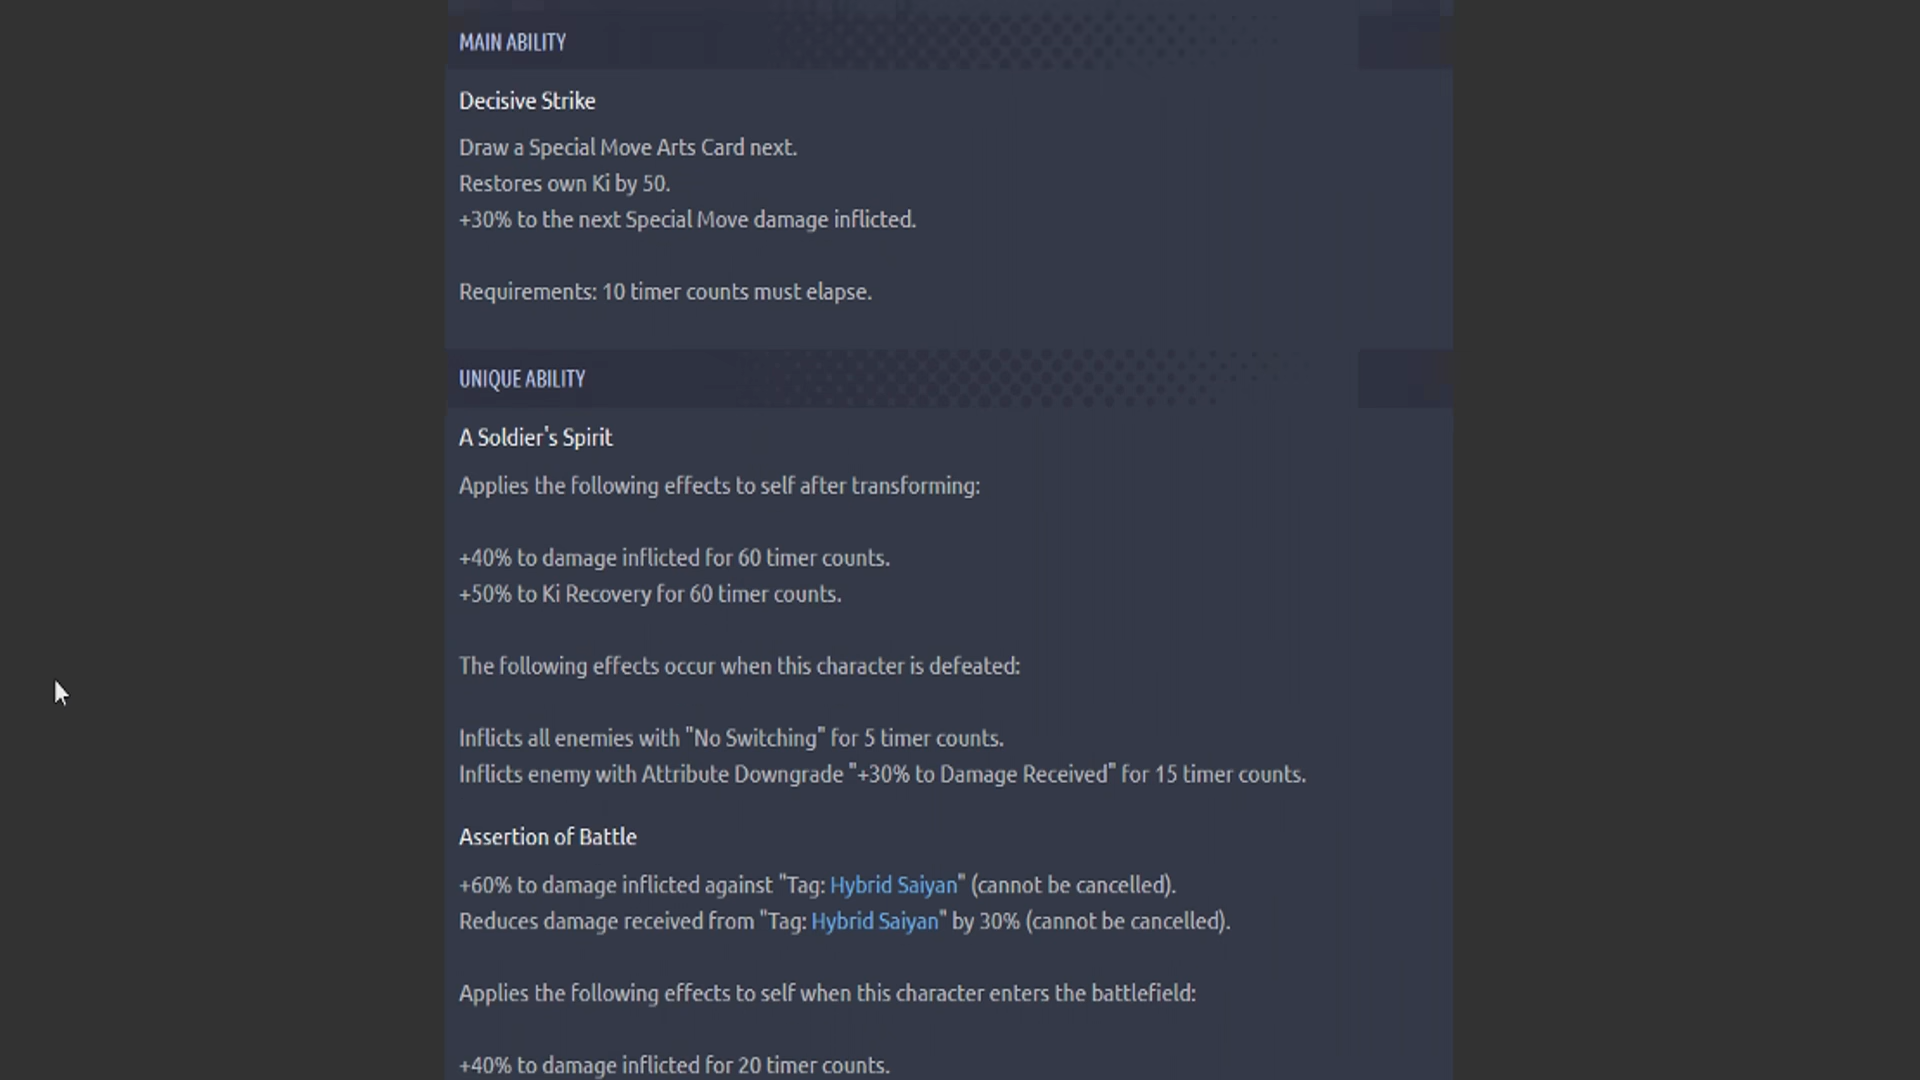 MAIN ABILITY
Decisive Strike
Draw a Special Move Arts Card next.
Restores own Ki by 50.
+30% to the next Special Move damage inflicted.
Requirements: 10 timer counts must elapse.
UNIQUE ABILITY
A Soldier's Spirit
Applies the following effects to self after transforming:
+40% to damage inflicted for 60 timer counts.
+50% to Ki Recovery for 60 timer counts.
The following effects occur when this character is defeated:
Inflicts all enemies with "No Switching" for 5 timer counts.
Inflicts enemy with Attribute Downgrade "+30% to Damage Received" for 15 timer counts.
Assertion of Battle
+60% to damage inflicted against "Tag: Hybrid Saiyan" (cannot be cancelled).
Reduces damage received from "Tag: Hybrid Saiyan" by 30% (cannot be cancelled).
Applies the following effects to self when this character enters the battlefield:
+40% to damage inflicted for 20 timer counts.